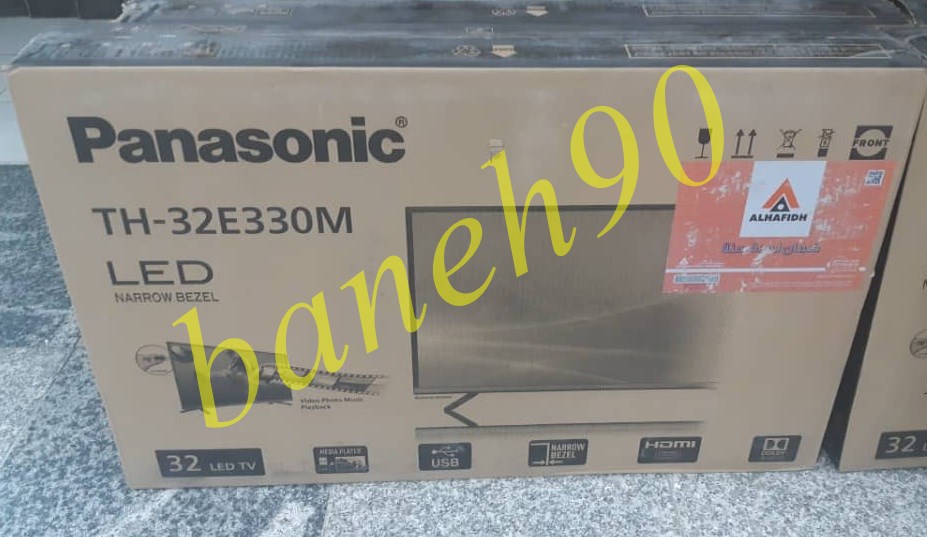 Panasonic®
TH-32E330M
LED
NARROW BEZEL
FRONT
ALHAFIDH
Video Photo Music
Playback
32 LED TV
MEDIA PLAYER
USB
NARROW
BEZEL
HDMI
DOLBY
32
baneh90